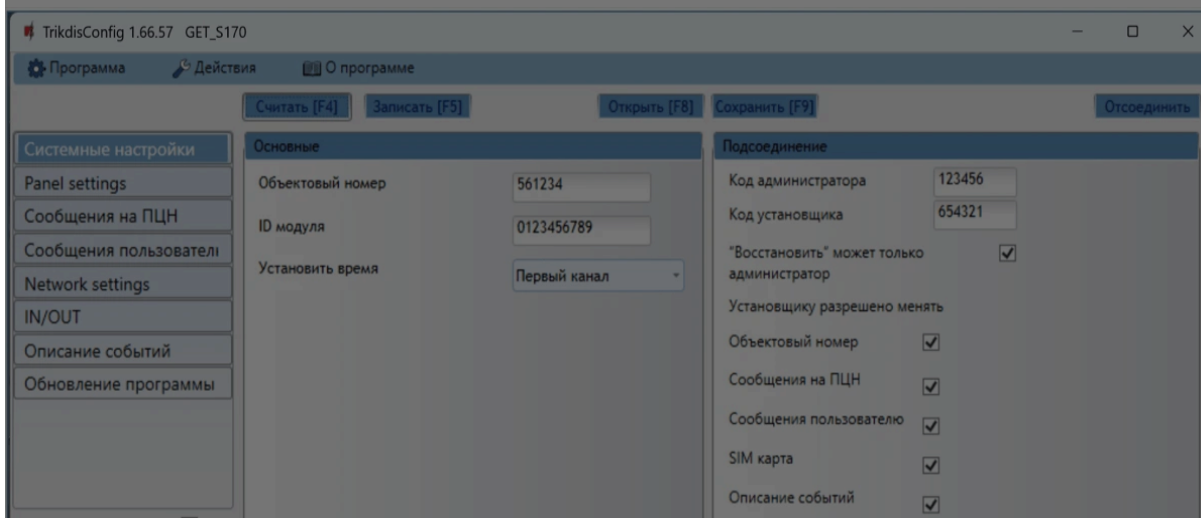 TrikdisConfig 1.66.57 GET_S170
Программа Действия О программе
Считать [F4] Записать [F5] Открыть [F8] Сохранить [F9] Отсоединить
Системные настройки
Panel settings
Сообщения на ПЦН
Сообщения пользователı
Network settings
IN/OUT
Описание событий
Обновление программы
Основные
Объектовый номер 561234
ID модуля 0123456789
Установить время Первый канал
Подсоединение
Код администратора 123456
Код установщика 654321
"Восстановить" может только
администратор
Установщику разрешено менять
Объектовый номер
Сообщения на ПЦН
Сообщения пользователю
SIM карта
Описание событий